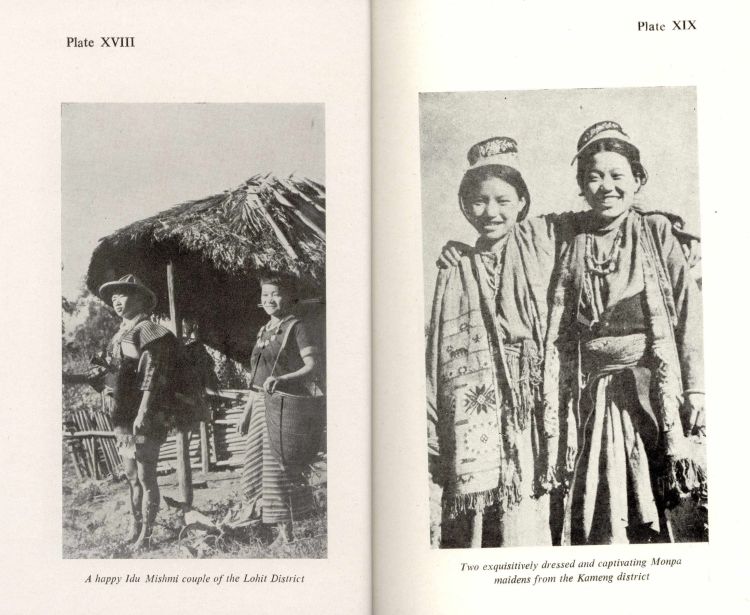 Plate XVIII
A happy Idu Mishmi couple of the Lohit District
Plate XIX
Two exquisitively dressed and captivating Monpa
maidens from the Kameng district